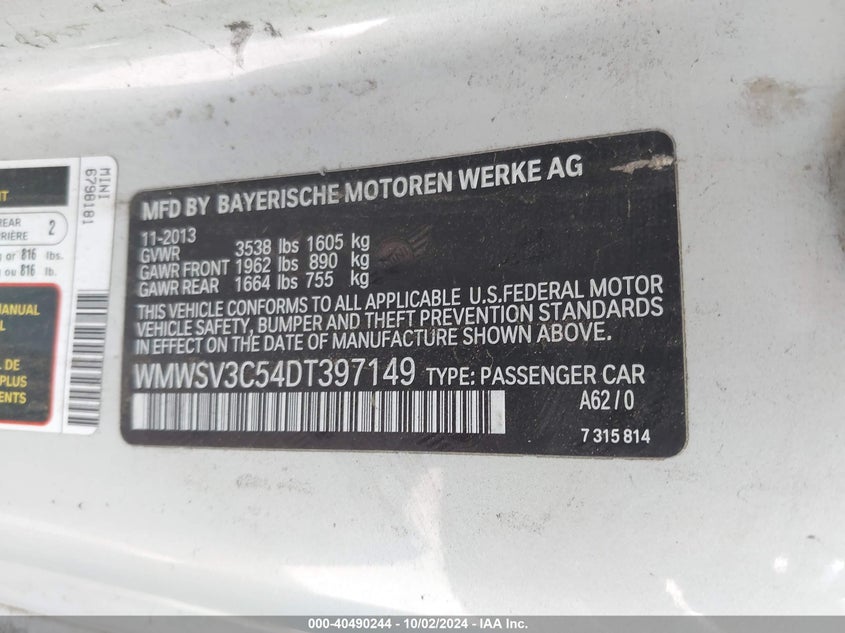 MFD BY BAYERISCHE MOTOREN WERKE AG
11-2013
GVWR 3538 lbs 1605 kg
GAWR FRONT 1962 lbs 890 kg
GAWR REAR 1664 lbs 755 kg
THIS VEHICLE CONFORMS TO ALL APPLICABLE U.S.FEDERAL MOTOR
VEHICLE SAFETY, BUMPER AND THEFT PREVENTION STANDARDS
IN EFFECT ON THE DATE OF MANUFACTURE SHOWN ABOVE.
WMWSV3C54DT397149 TYPE: PASSENGER CAR
A62/0
7 315 814
MINI
6798181
REAR 2
816 lbs.
ou 816 lb.
MANUAL
DE
PLUS
000-40490244 - 10/02/2024 - IAA Inc.